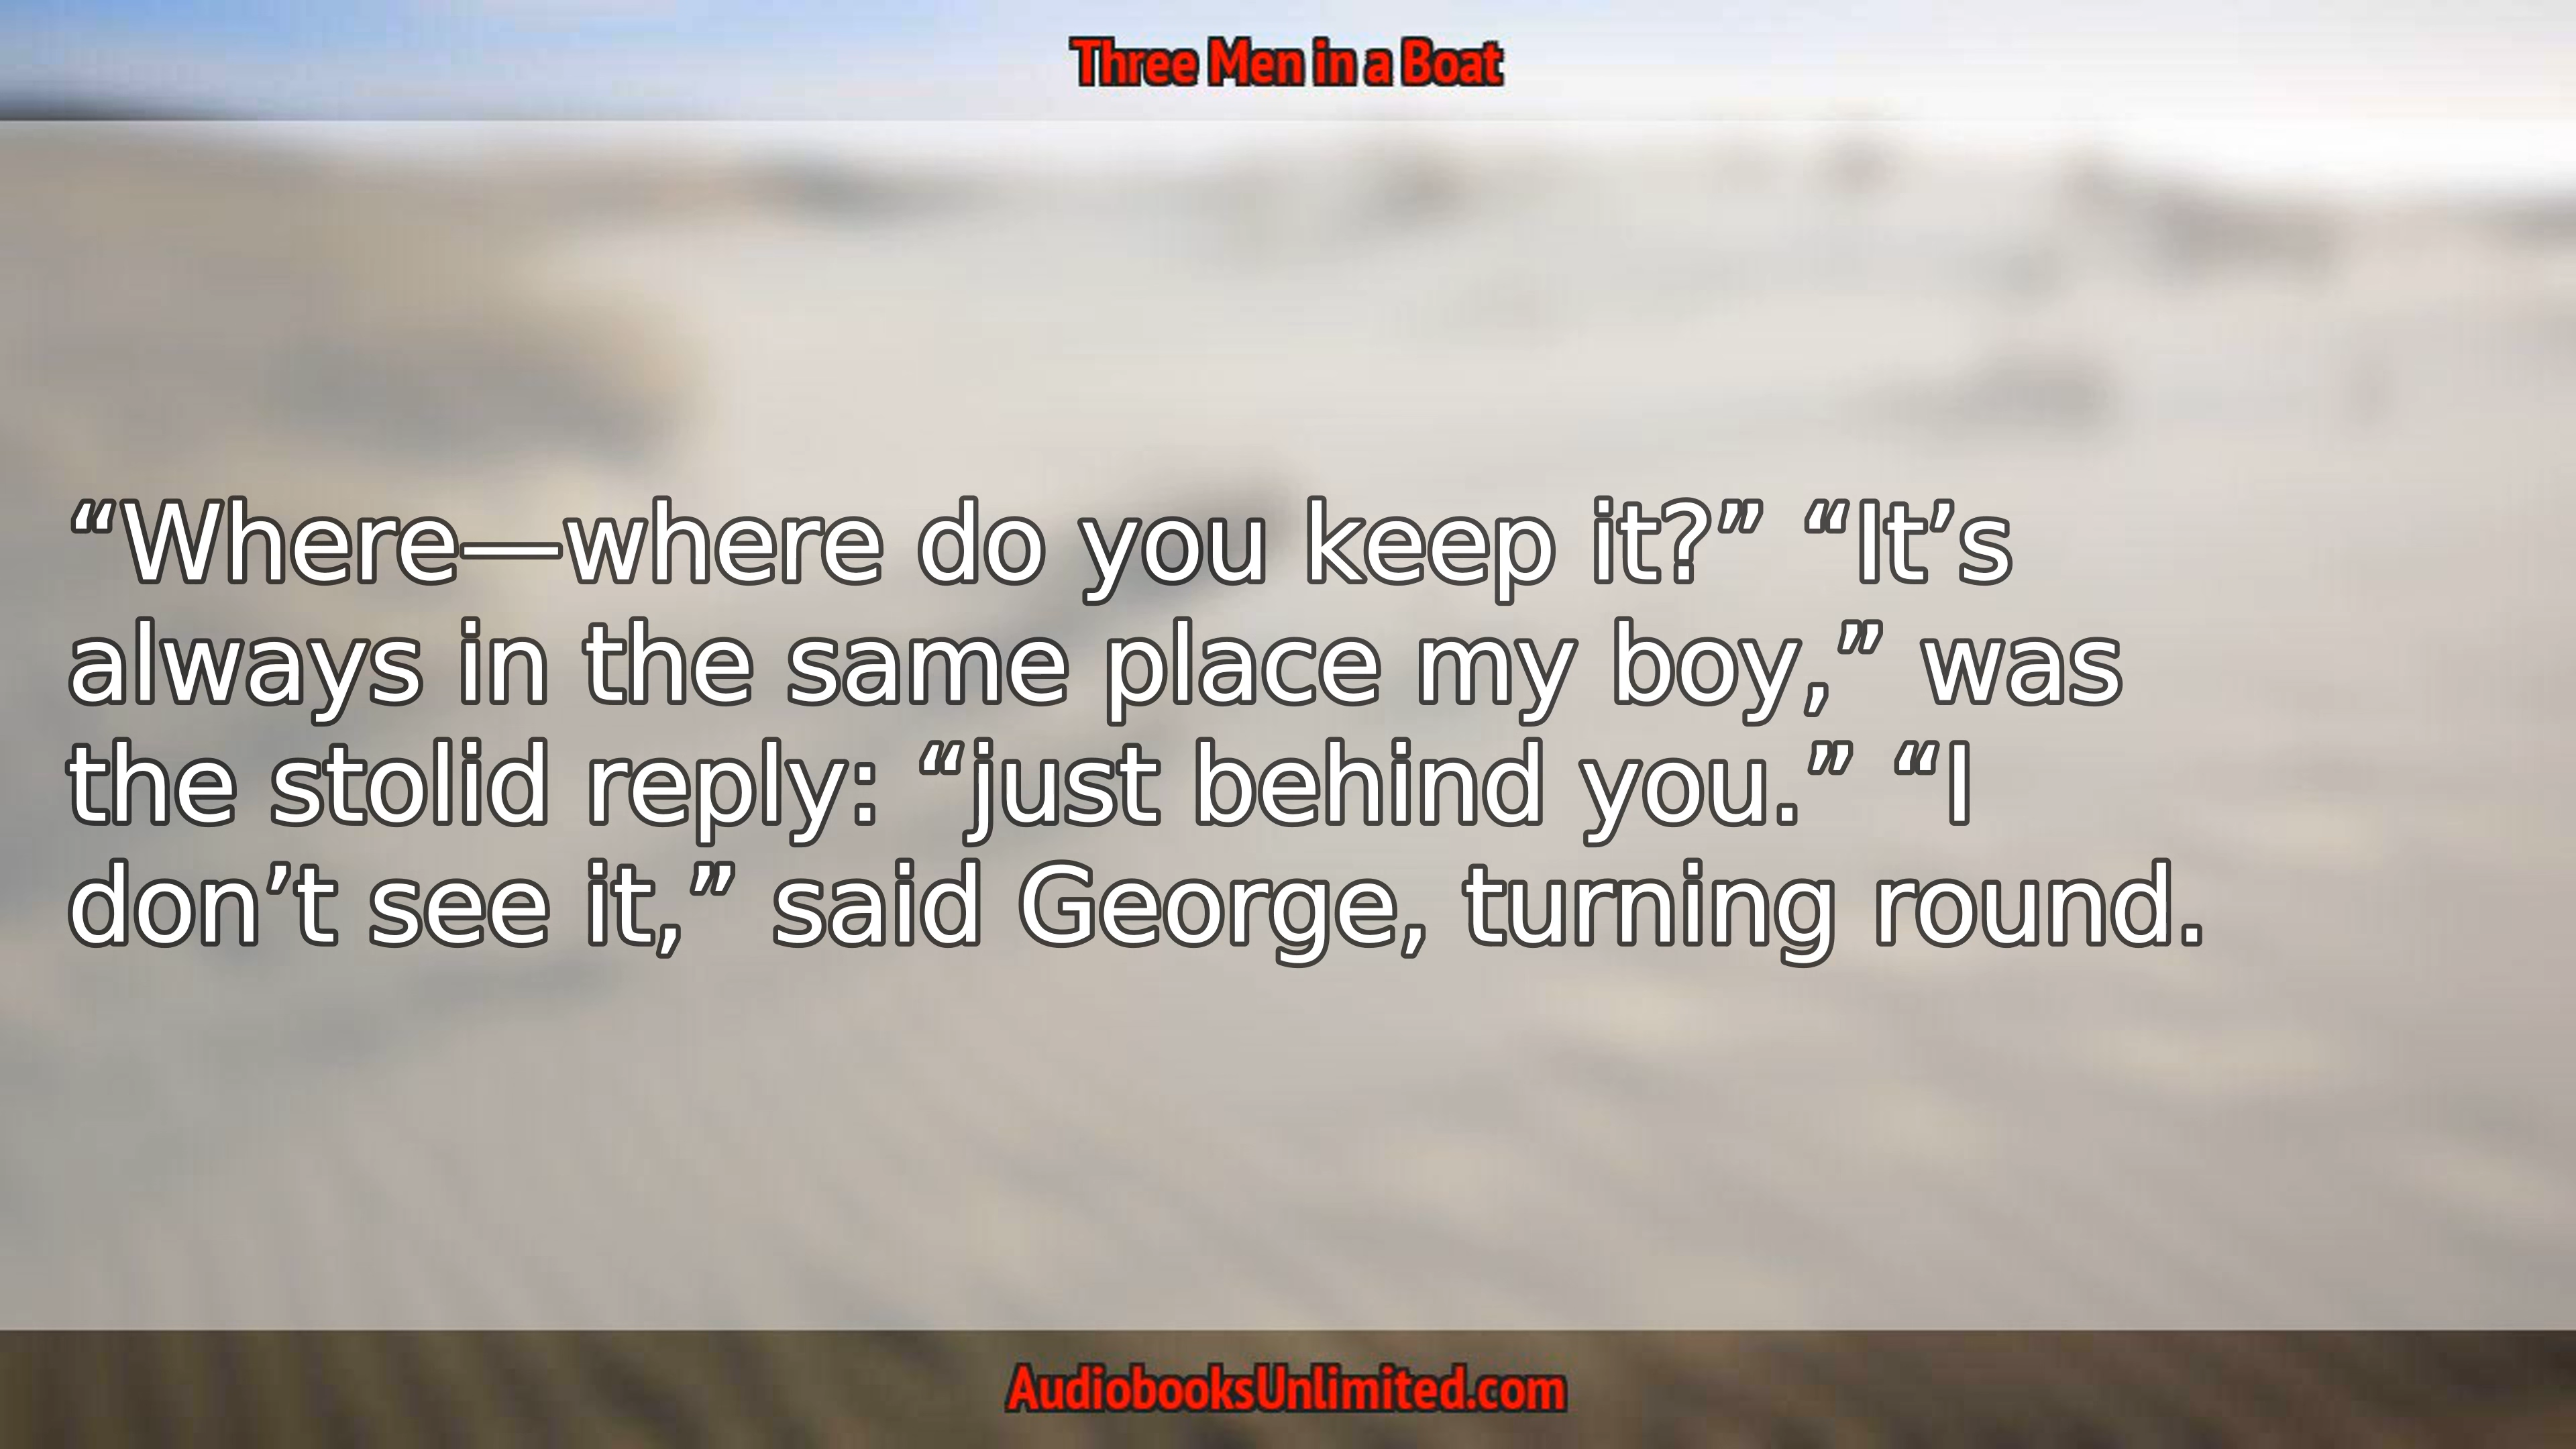 Three Men in a Boat
“Where—where do you keep it?” “It’s
always in the same place my boy,” was
the stolid reply: “just behind you.” “I
don’t see it,” said George, turning round.
AudiobooksUnlimited.com